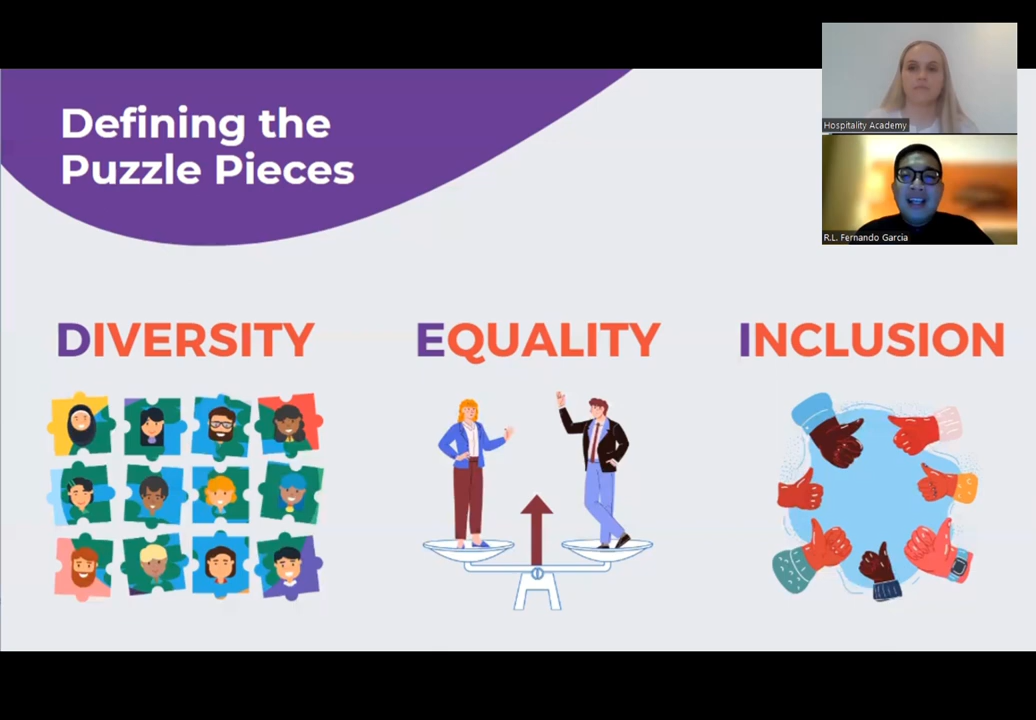 Defining the
Puzzle Pieces
Hospitality Academy
R.L. Fernando Garcia
DIVERSITY
EQUALITY
INCLUSION